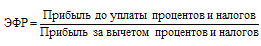 ЭФР = Прибыль до уплаты процентов и налогов
Прибыль за вычетом процентов и налогов